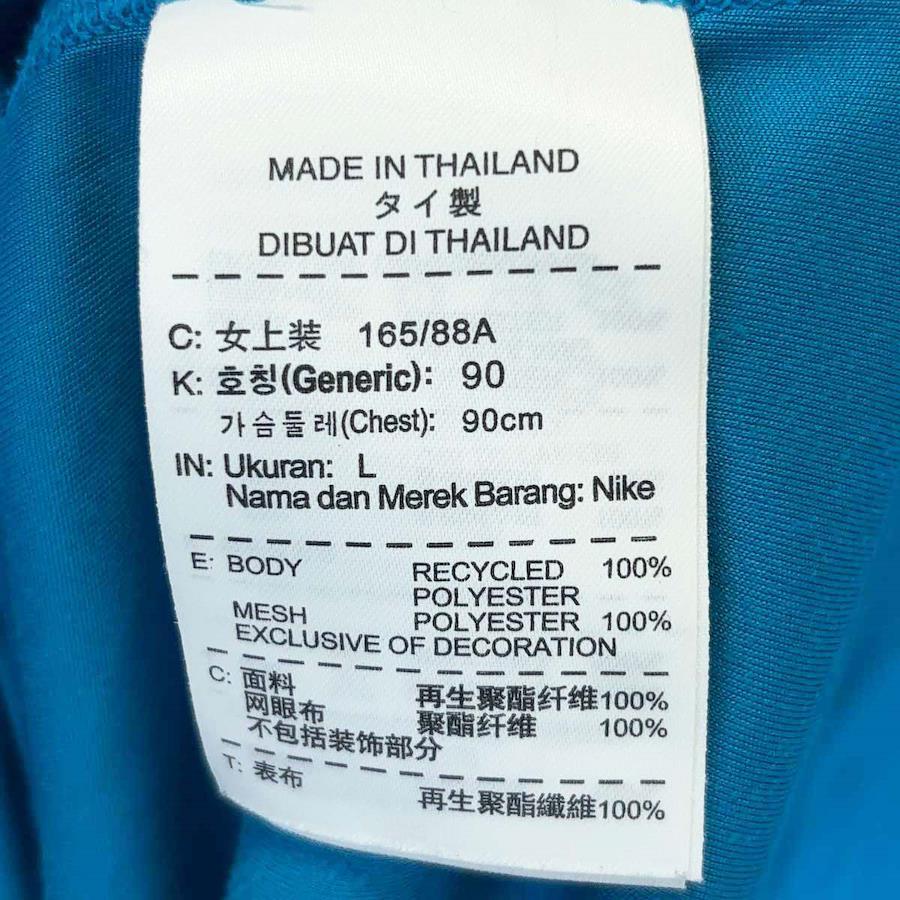 MADE IN THAILAND
タイ製
DIBUAT DI THAILAND
C: 女上装 165/88A
K: 호칭(Generic): 90
가슴둘레(Chest): 90cm
IN: Ukuran: L
Nama dan Merek Barang: Nike
E: BODY RECYCLED 100%
POLYESTER
MESH POLYESTER 100%
EXCLUSIVE OF DECORATION
C: 面料 再生聚酯纤维100%
网眼布 聚酯纤维 100%
不包括装饰部分
T: 表布 再生聚酯纖維100%